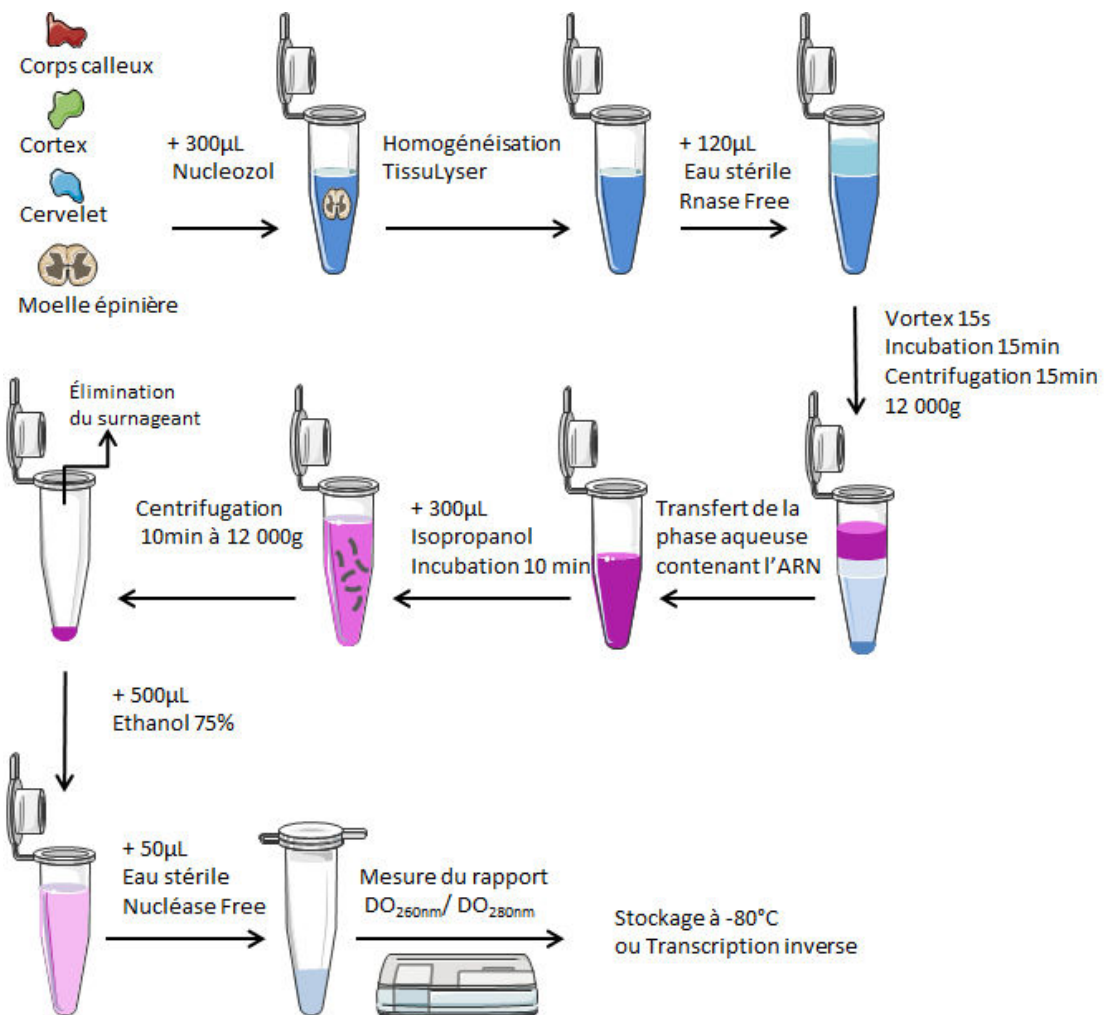 Corps calleux
Cortex
Cervelet
Moelle épinière
+ 300µL
Nucleozol
Homogénéisation
TissuLyser
+ 120µL
Eau stérile
Rnase Free
Vortex 15s
Incubation 15min
Centrifugation 15min
12 000g
Transfert de la
phase aqueuse
contenant l'ARN
+ 300µL
Isopropanol
Incubation 10 min
Centrifugation
10min à 12 000g
Élimination
du surnageant
+ 500µL
Ethanol 75%
+ 50µL
Eau stérile
Nucléase Free
Mesure du rapport
DO260nm/ DO280nm
Stockage à -80°C
ou Transcription inverse